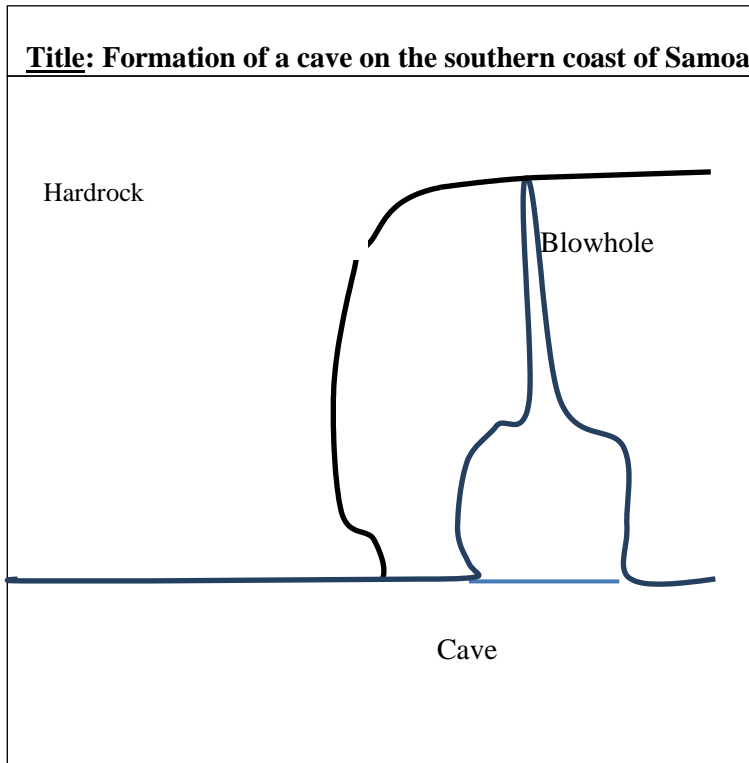 Title: Formation of a cave on the southern coast of Samoa
Hardrock
Blowhole
Cave